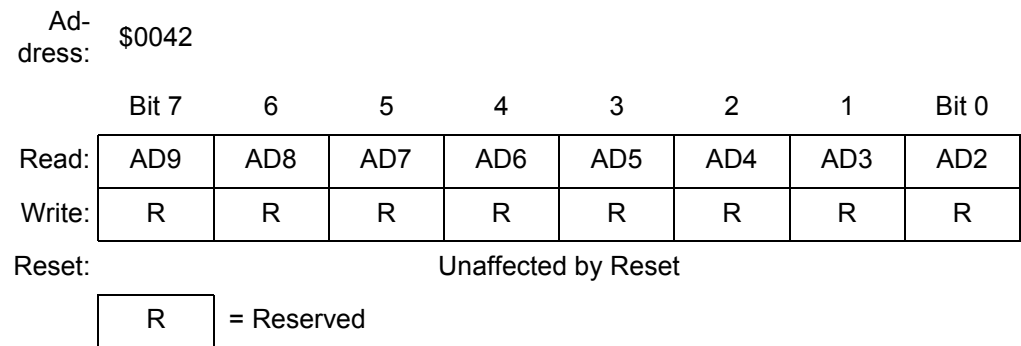 Ad-
dress: $0042
Bit 7 6 5 4 3 2 1 Bit 0
Read: AD9 AD8 AD7 AD6 AD5 AD4 AD3 AD2
Write: R R R R R R R R
Reset: Unaffected by Reset
R = Reserved